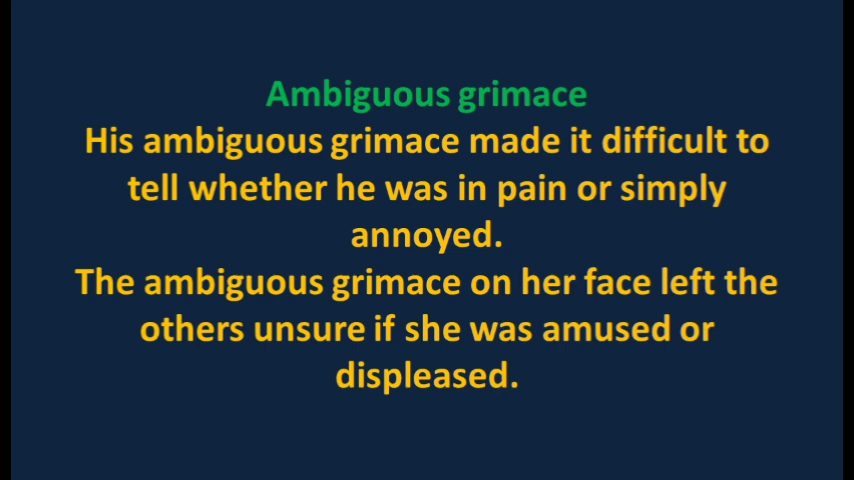 Ambiguous grimace
His ambiguous grimace made it difficult to
tell whether he was in pain or simply
annoyed.
The ambiguous grimace on her face left the
others unsure if she was amused or
displeased.